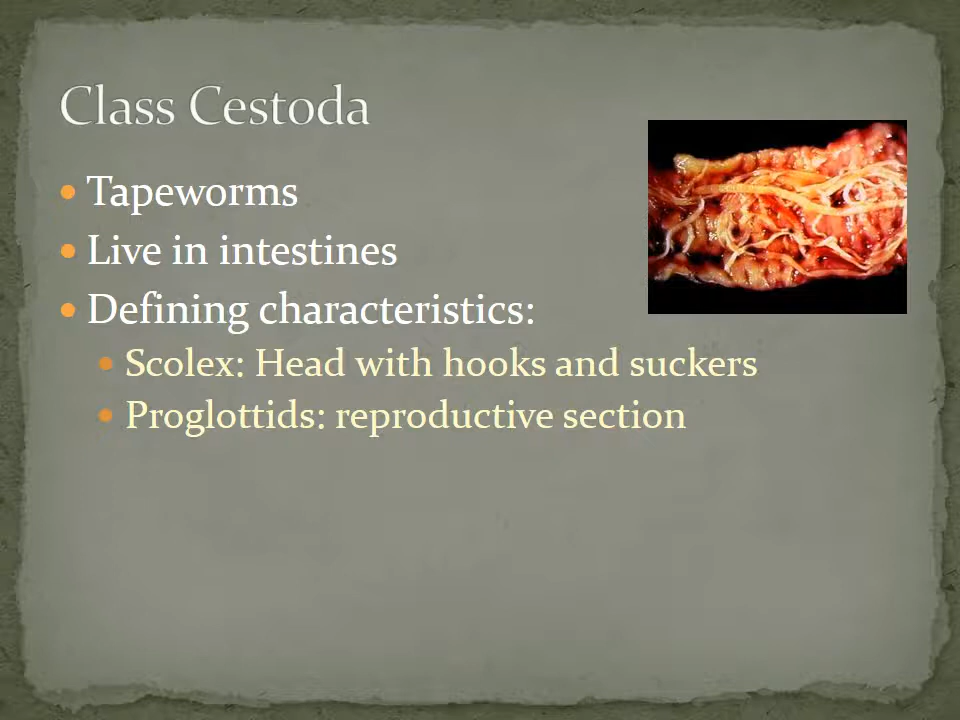 Class Cestoda
Tapeworms
Live in intestines
Defining characteristics:
Scolex: Head with hooks and suckers
Proglottids: reproductive section